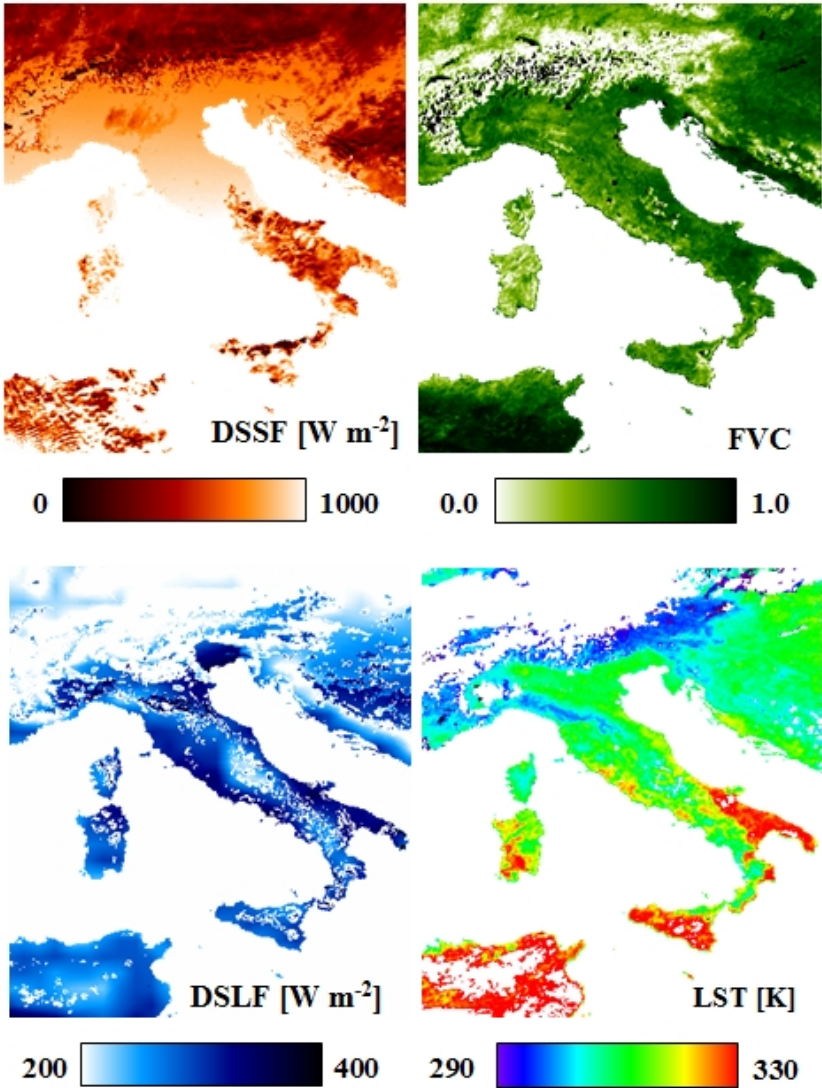 DSSF [W m⁻²]
FVC
0 1000
0.0 1.0
DSLF [W m⁻²]
LST [K]
200 400
290 330